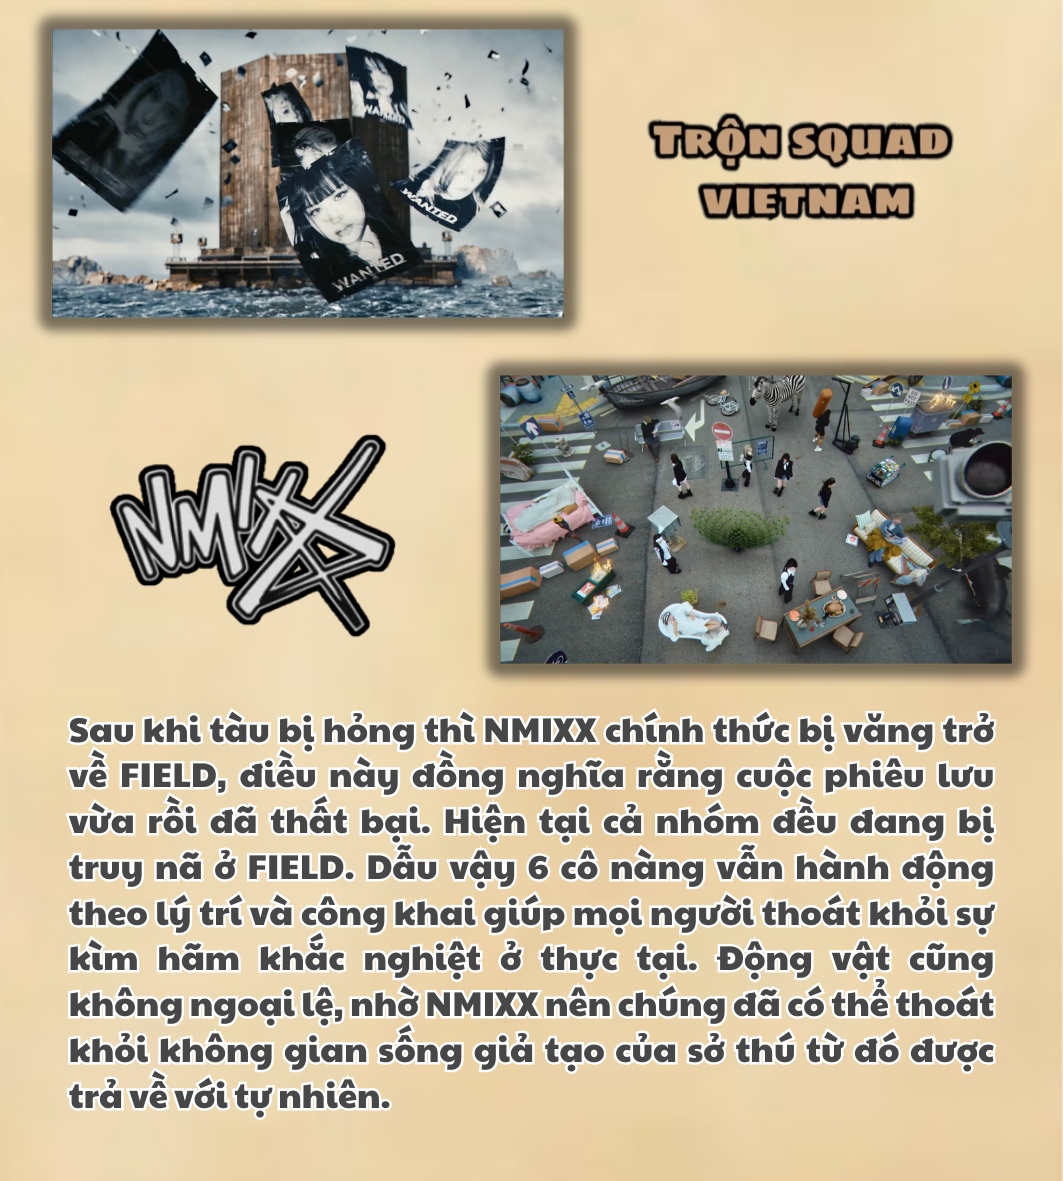 WANTED
WANTED
WANTED
TRỘN SQUAD
VIETNAM
NMIXX
Sau khi tàu bị hỏng thì NMIXX chính thức bị văng trở
về FIELD, điều này đồng nghĩa rằng cuộc phiêu lưu
vừa rồi đã thất bại. Hiện tại cả nhóm đều đang bị
truy nã ở FIELD. Dẫu vậy 6 cô nàng vẫn hành động
theo lý trí và công khai giúp mọi người thoát khỏi sự
kìm hãm khắc nghiệt ở thực tại. Động vật cũng
không ngoại lệ, nhờ NMIXX nên chúng đã có thể thoát
khỏi không gian sống giả tạo của sở thú từ đó được
trả về với tự nhiên.